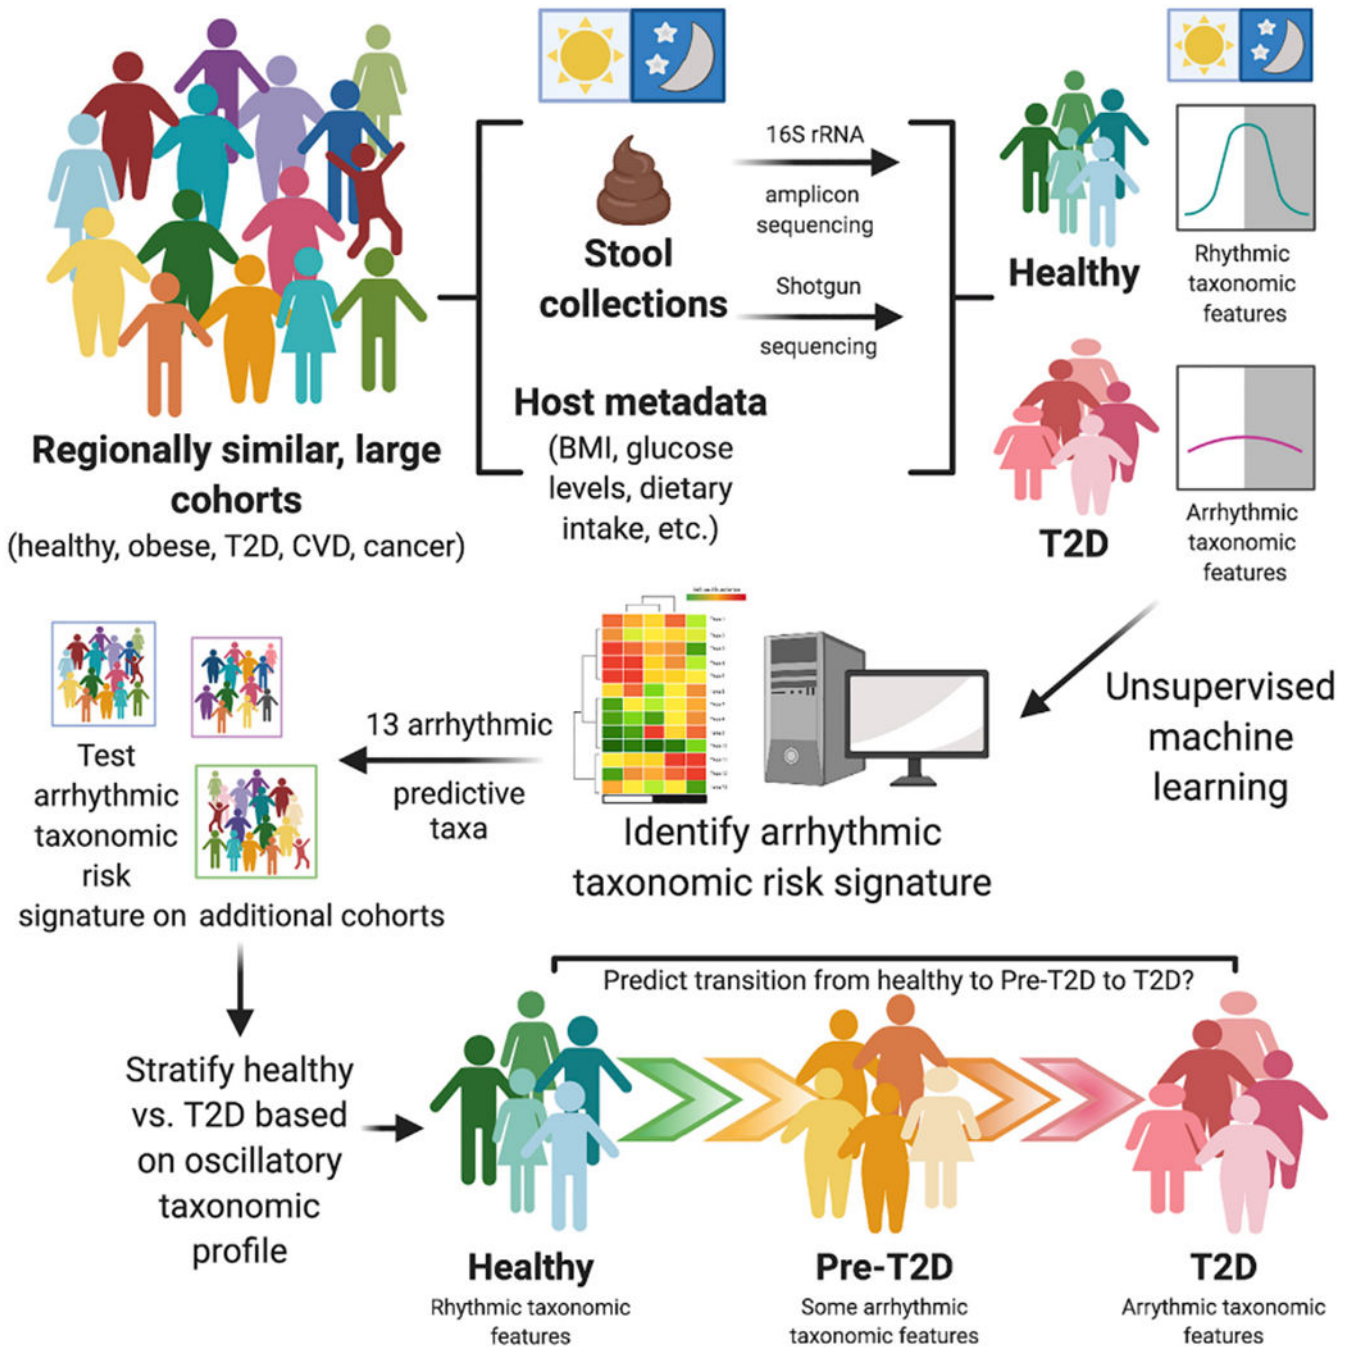 Regionally similar, large
cohorts
(healthy, obese, T2D, CVD, cancer)
Stool
collections
Host metadata
(BMI, glucose
levels, dietary
intake, etc.)
16S rRNA
amplicon
sequencing
Shotgun
sequencing
Healthy
Rhythmic
taxonomic
features
T2D
Arrhythmic
taxonomic
features
Unsupervised
machine
learning
Identify arrhythmic
taxonomic risk signature
13 arrhythmic
predictive
taxa
Test
arrhythmic
taxonomic
risk
signature on additional cohorts
Stratify healthy
vs. T2D based
on oscillatory
taxonomic
profile
Predict transition from healthy to Pre-T2D to T2D?
Healthy
Rhythmic taxonomic
features
Pre-T2D
Some arrhythmic
taxonomic features
T2D
Arrythmic taxonomic
features